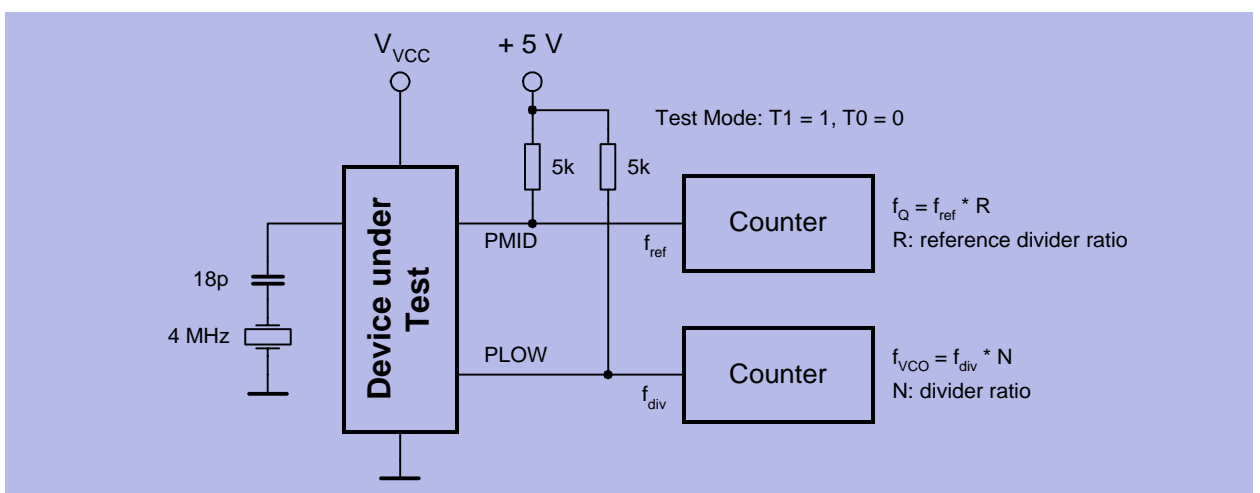 V_VCC
+ 5 V
Test Mode: T1 = 1, T0 = 0
5k
5k
Device under
Test
PMID
f_ref
Counter
f_Q = f_ref * R
R: reference divider ratio
18p
4 MHz
PLOW
f_div
Counter
f_VCO = f_div * N
N: divider ratio